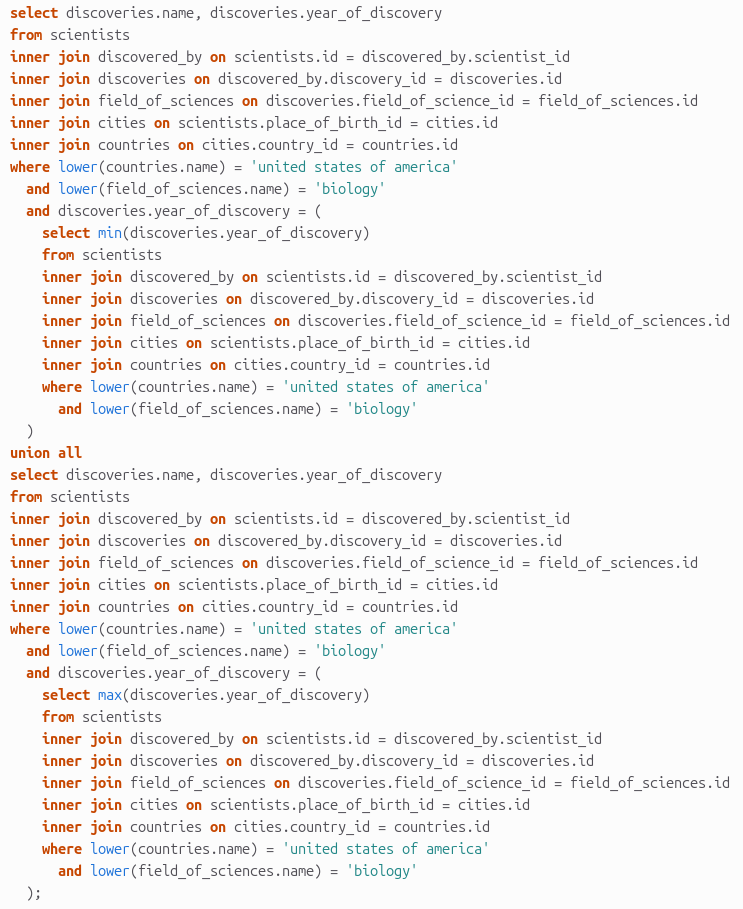 select discoveries.name, discoveries.year_of_discovery
from scientists
inner join discovered_by on scientists.id = discovered_by.scientist_id
inner join discoveries on discovered_by.discovery_id = discoveries.id
inner join field_of_sciences on discoveries.field_of_science_id = field_of_sciences.id
inner join cities on scientists.place_of_birth_id = cities.id
inner join countries on cities.country_id = countries.id
where lower(countries.name) = 'united states of america'
  and lower(field_of_sciences.name) = 'biology'
  and discoveries.year_of_discovery = (
    select min(discoveries.year_of_discovery)
    from scientists
    inner join discovered_by on scientists.id = discovered_by.scientist_id
    inner join discoveries on discovered_by.discovery_id = discoveries.id
    inner join field_of_sciences on discoveries.field_of_science_id = field_of_sciences.id
    inner join cities on scientists.place_of_birth_id = cities.id
    inner join countries on cities.country_id = countries.id
    where lower(countries.name) = 'united states of america'
      and lower(field_of_sciences.name) = 'biology'
  )
union all
select discoveries.name, discoveries.year_of_discovery
from scientists
inner join discovered_by on scientists.id = discovered_by.scientist_id
inner join discoveries on discovered_by.discovery_id = discoveries.id
inner join field_of_sciences on discoveries.field_of_science_id = field_of_sciences.id
inner join cities on scientists.place_of_birth_id = cities.id
inner join countries on cities.country_id = countries.id
where lower(countries.name) = 'united states of america'
  and lower(field_of_sciences.name) = 'biology'
  and discoveries.year_of_discovery = (
    select max(discoveries.year_of_discovery)
    from scientists
    inner join discovered_by on scientists.id = discovered_by.scientist_id
    inner join discoveries on discovered_by.discovery_id = discoveries.id
    inner join field_of_sciences on discoveries.field_of_science_id = field_of_sciences.id
    inner join cities on scientists.place_of_birth_id = cities.id
    inner join countries on cities.country_id = countries.id
    where lower(countries.name) = 'united states of america'
      and lower(field_of_sciences.name) = 'biology'
  );